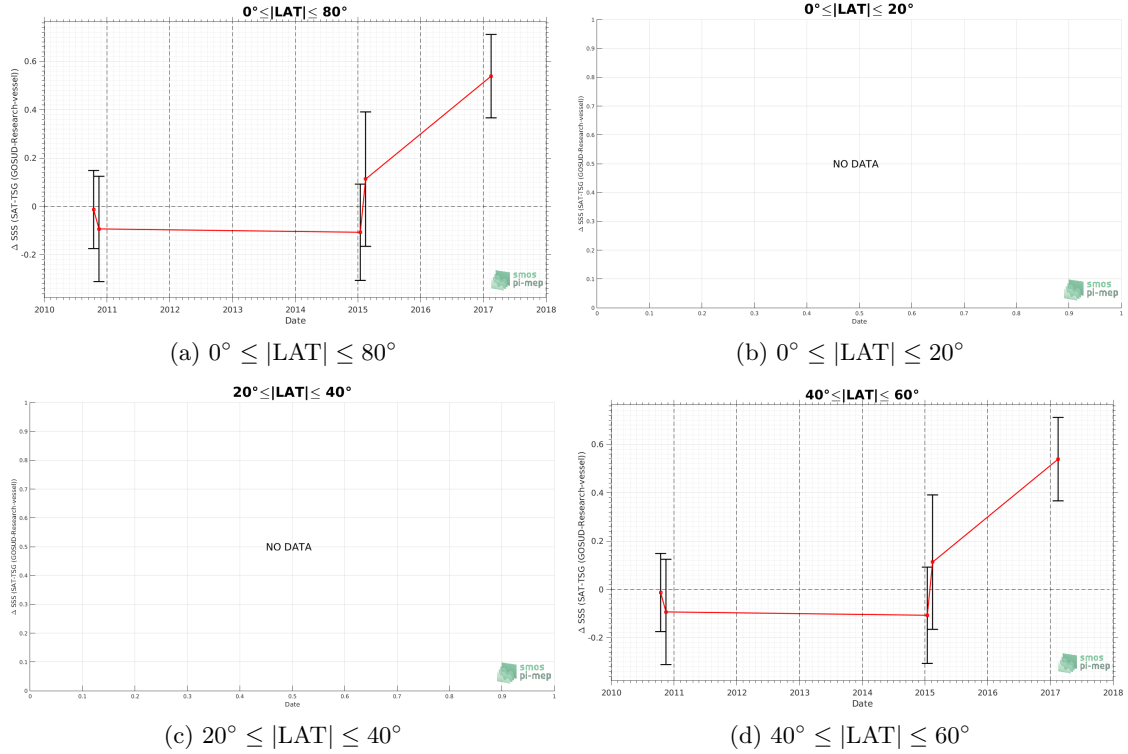 0°≤|LAT|≤ 80°
Δ SSS (SAT-TSG (GOSUD-Research-vessel))
0.6
0.4
0.2
0
-0.2
2010 2011 2012 2013 2014 2015 2016 2017 2018
Date
smos
pi-mep
(a) 0° ≤ |LAT| ≤ 80°
0°≤|LAT|≤ 20°
Δ SSS (SAT-TSG (GOSUD-Research-vessel))
1
0.9
0.8
0.7
0.6
0.5
0.4
0.3
0.2
0.1
0
NO DATA
0 0.1 0.2 0.3 0.4 0.5 0.6 0.7 0.8 0.9 1
Date
smos
pi-mep
(b) 0° ≤ |LAT| ≤ 20°
20°≤|LAT|≤ 40°
Δ SSS (SAT-TSG (GOSUD-Research-vessel))
1
0.9
0.8
0.7
0.6
0.5
0.4
0.3
0.2
0.1
0
NO DATA
0 0.1 0.2 0.3 0.4 0.5 0.6 0.7 0.8 0.9 1
Date
smos
pi-mep
(c) 20° ≤ |LAT| ≤ 40°
40°≤|LAT|≤ 60°
Δ SSS (SAT-TSG (GOSUD-Research-vessel))
0.6
0.4
0.2
0
-0.2
2010 2011 2012 2013 2014 2015 2016 2017 2018
Date
smos
pi-mep
(d) 40° ≤ |LAT| ≤ 60°